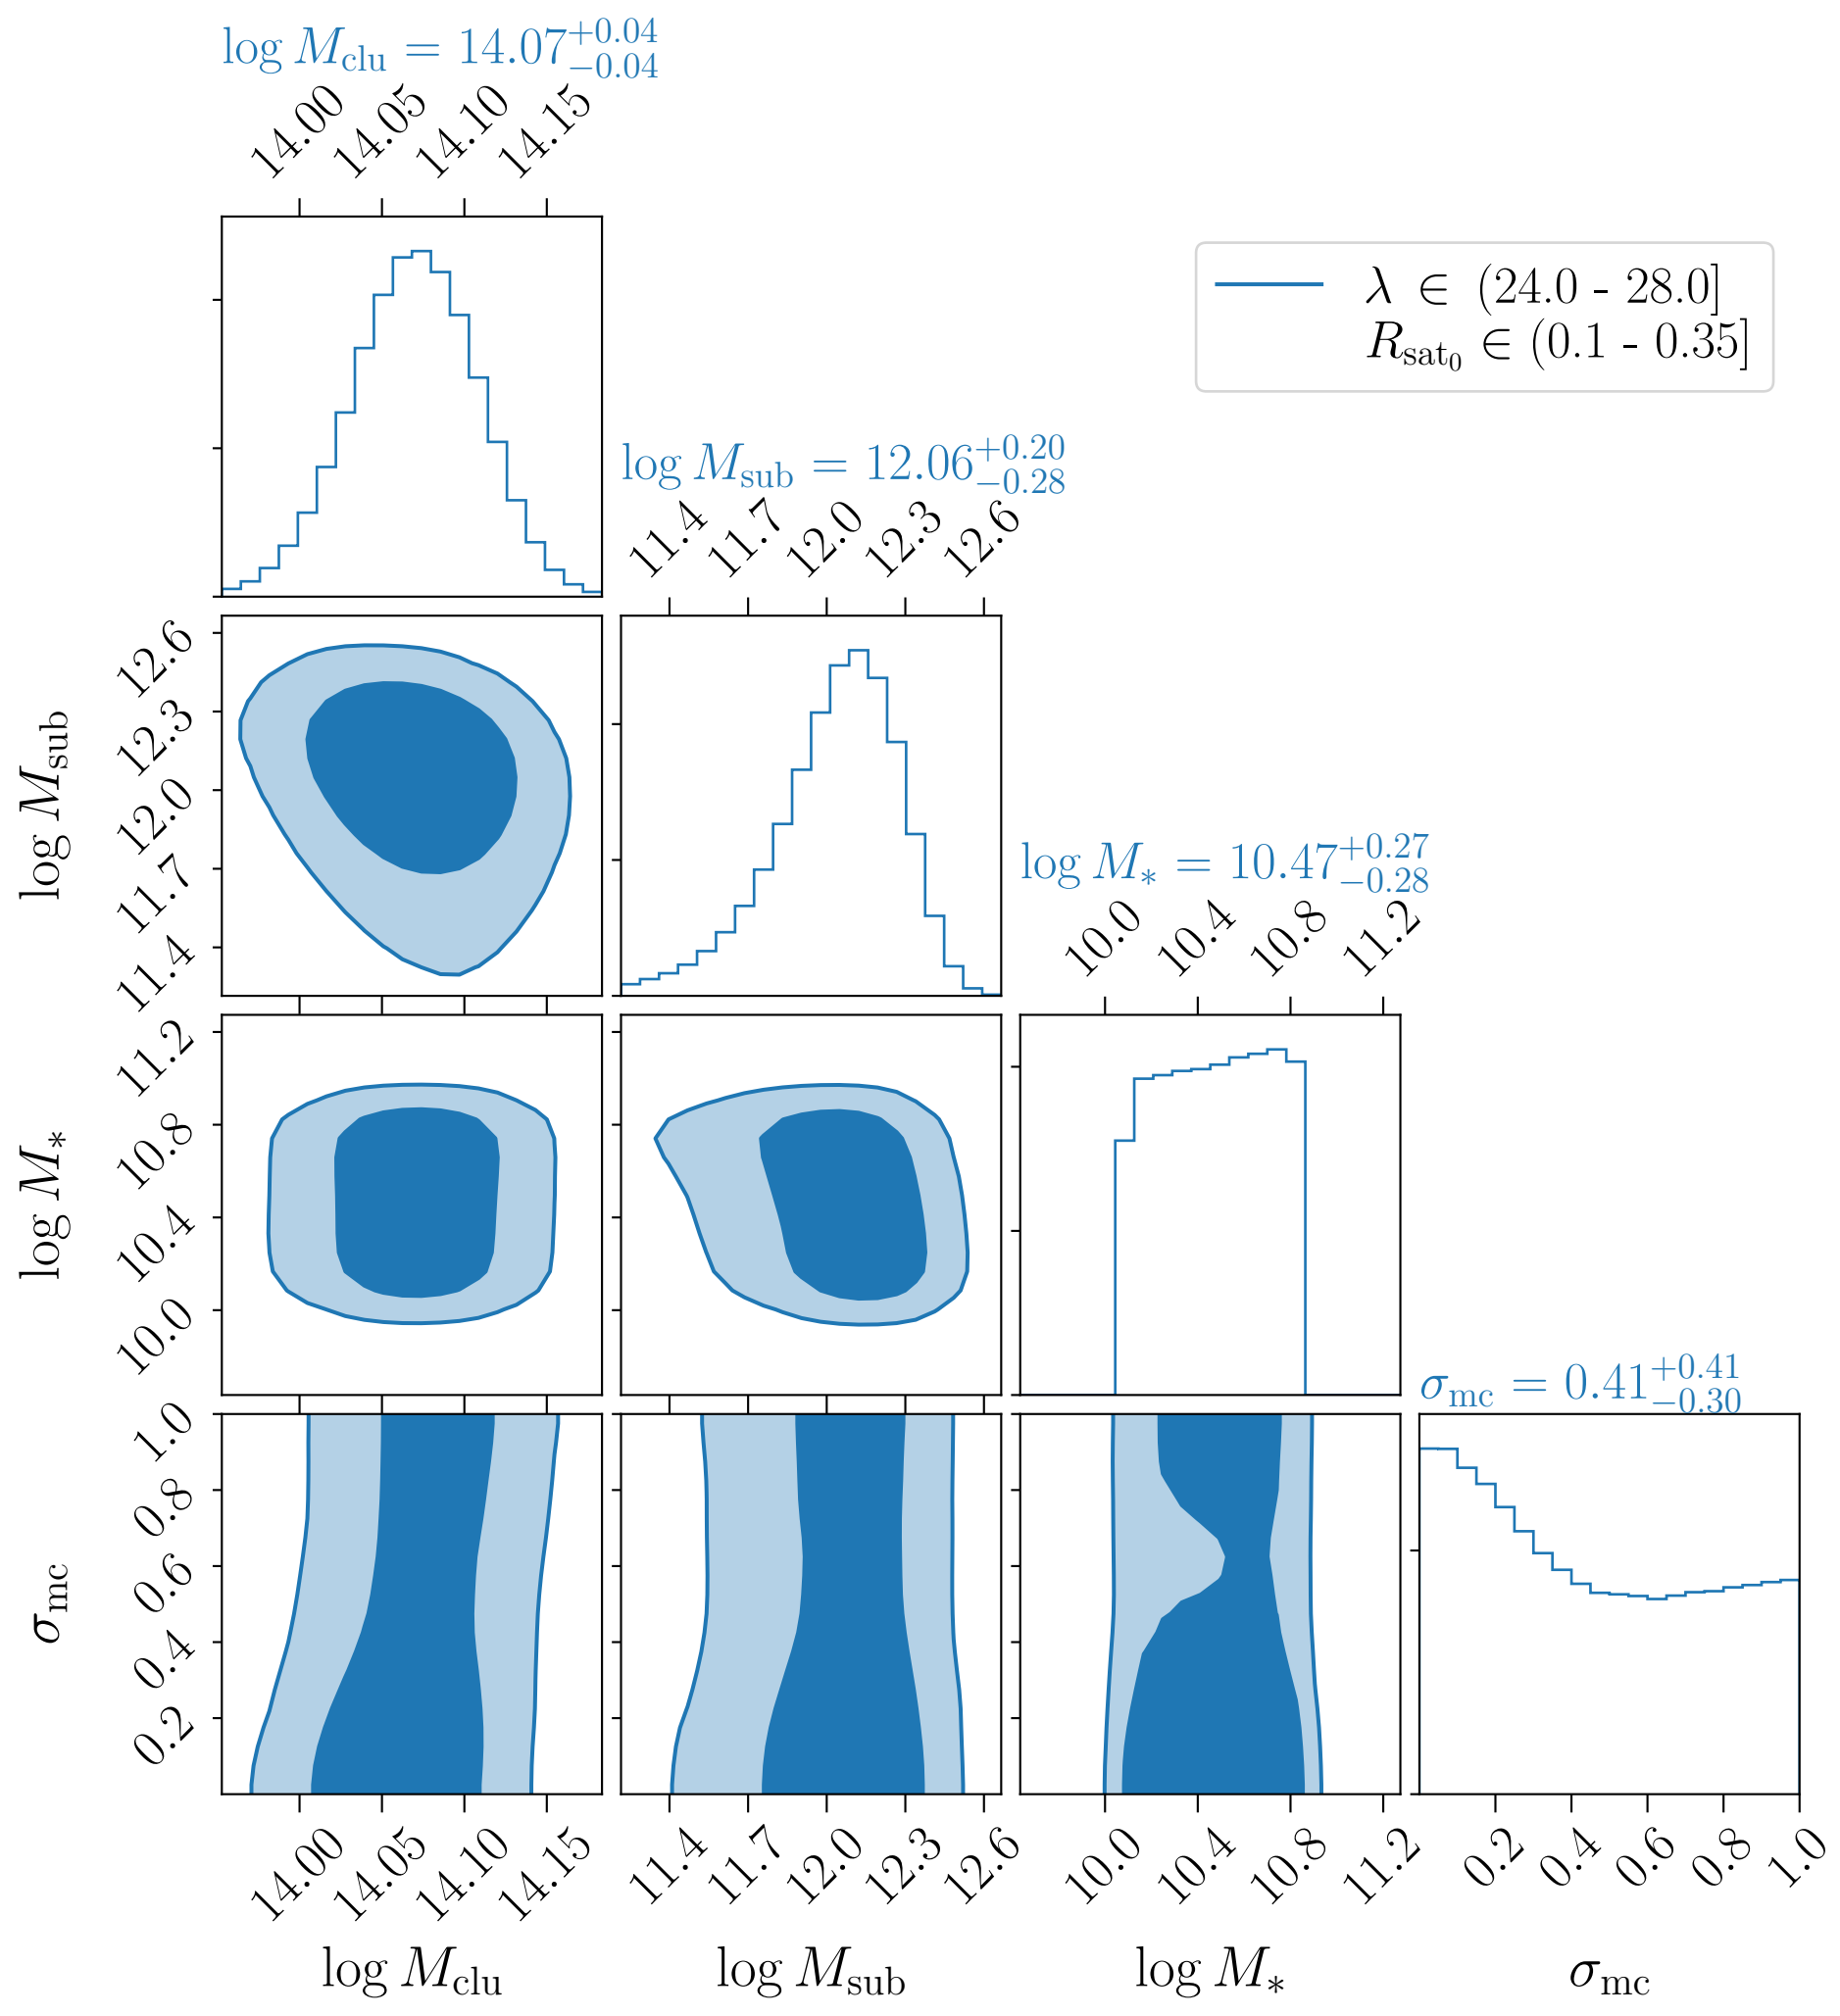 log M_clu = 14.07^{+0.04}_{−0.04}
14.00 14.05 14.10 14.15
λ ∈ (24.0 - 28.0]
R_{sat_0} ∈ (0.1 - 0.35]
log M_sub = 12.06^{+0.20}_{−0.28}
11.4 11.7 12.0 12.3 12.6
log M_sub
12.6
12.3
12.0
11.7
11.4
log M_* = 10.47^{+0.27}_{−0.28}
10.0 10.4 10.8 11.2
log M_*
11.2
10.8
10.4
10.0
σ_mc = 0.41^{+0.41}_{−0.30}
σ_mc
1.0
0.8
0.6
0.4
0.2
14.00 14.05 14.10 14.15
11.4 11.7 12.0 12.3 12.6
10.0 10.4 10.8 11.2
0.2 0.4 0.6 0.8 1.0
log M_clu
log M_sub
log M_*
σ_mc